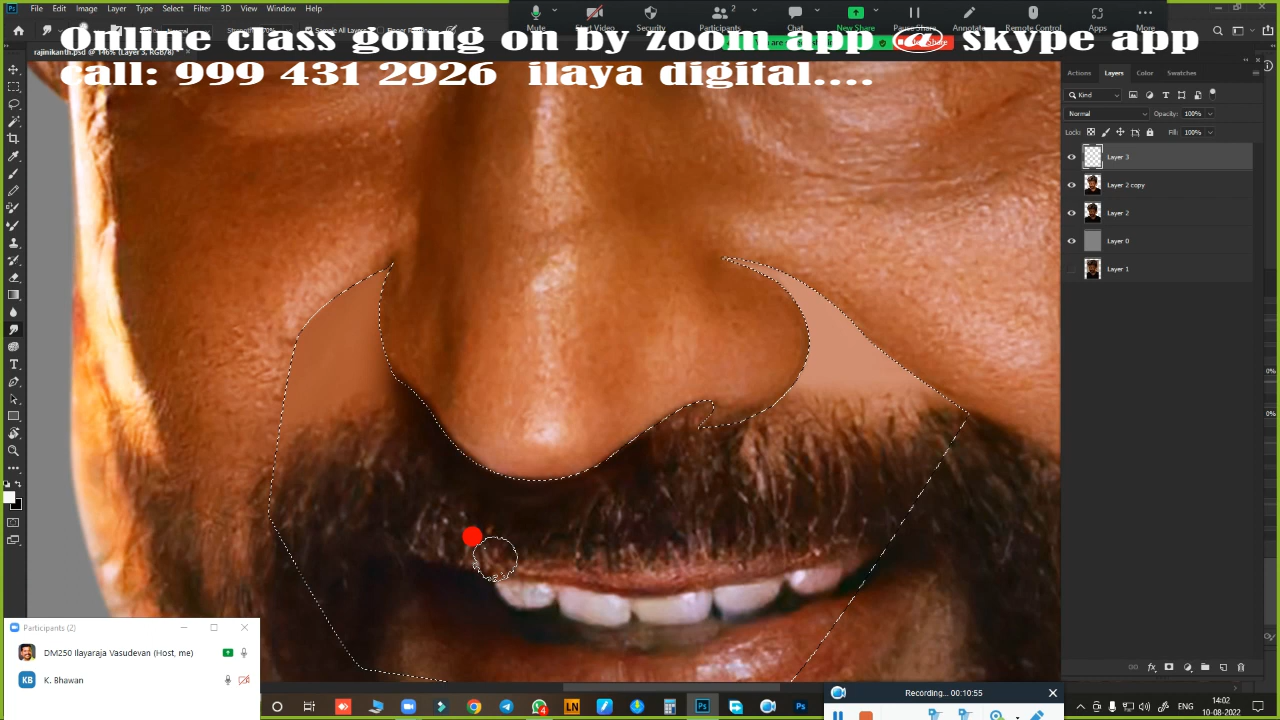 Online class going on by zoom app skype app
call: 999 431 2926 ilaya digital....
File Edit Image Layer Type Select Filter 3D View Window Help
Mute Start Video Security Participants 2 Chat New Share Pause Share Annotate Remote Control Apps More
rajinikanth.psd @ 146% (Layer 3, RGB/8) *
Actions Layers Color Swatches
Kind
Normal Opacity: 100%
Lock: Fill: 100%
Layer 3
Layer 2 copy
Layer 2
Layer 0
Layer 1
Participants (2)
DM250 Ilayaraja Vasudevan (Host, me)
KB K. Bhawan
Recording... 00:10:55
14:02
10-08-2022